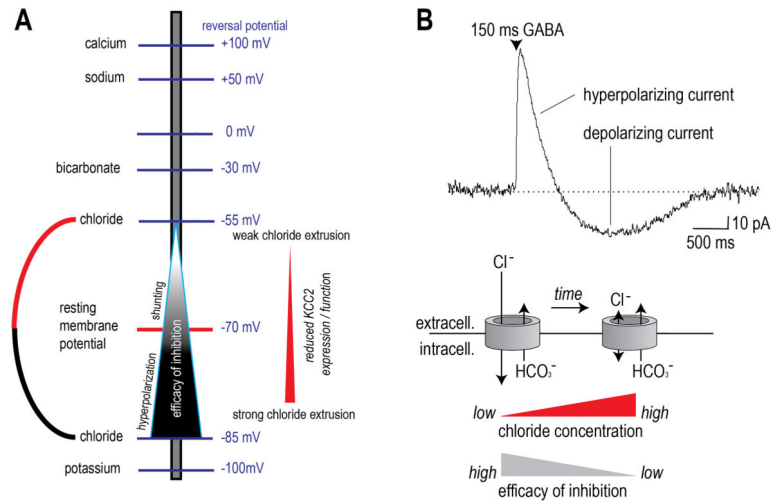 A
reversal potential
calcium
+100 mV
sodium
+50 mV
0 mV
bicarbonate
-30 mV
chloride
-55 mV
weak chloride extrusion
shunting
resting
membrane
potential
-70 mV
hyperpolarization
efficacy of inhibition
reduced KCC2
expression / function
strong chloride extrusion
chloride
-85 mV
potassium
-100mV
B
150 ms GABA
hyperpolarizing current
depolarizing current
10 pA
500 ms
Cl⁻
time
Cl⁻
extracell.
intracell.
HCO₃⁻
HCO₃⁻
low
high
chloride concentration
high
low
efficacy of inhibition